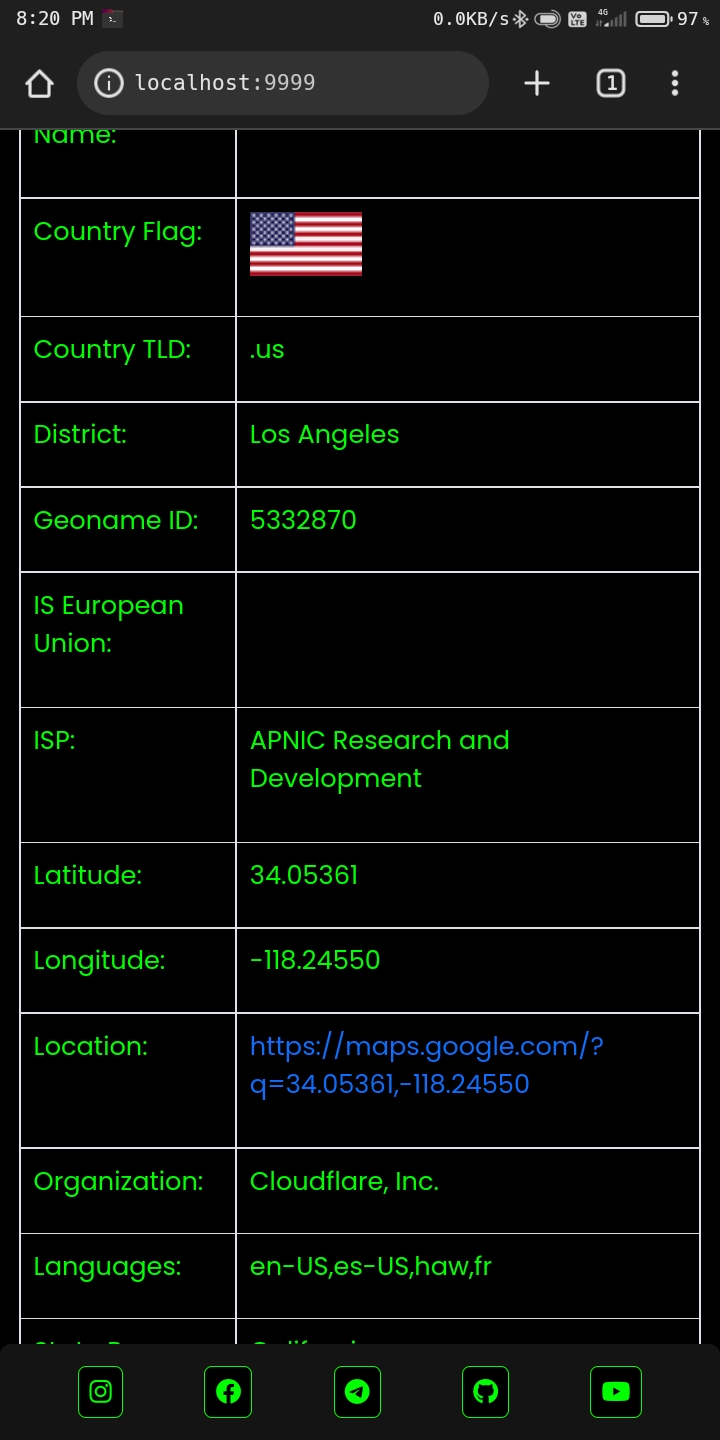 8:20 PM 0.0KB/s 4G Vo LTE 97 %
localhost:9999 1
Name:
Country Flag:
Country TLD: .us
District: Los Angeles
Geoname ID: 5332870
IS European
Union:
ISP: APNIC Research and
Development
Latitude: 34.05361
Longitude: -118.24550
Location: https://maps.google.com/?
q=34.05361,-118.24550
Organization: Cloudflare, Inc.
Languages: en-US,es-US,haw,fr